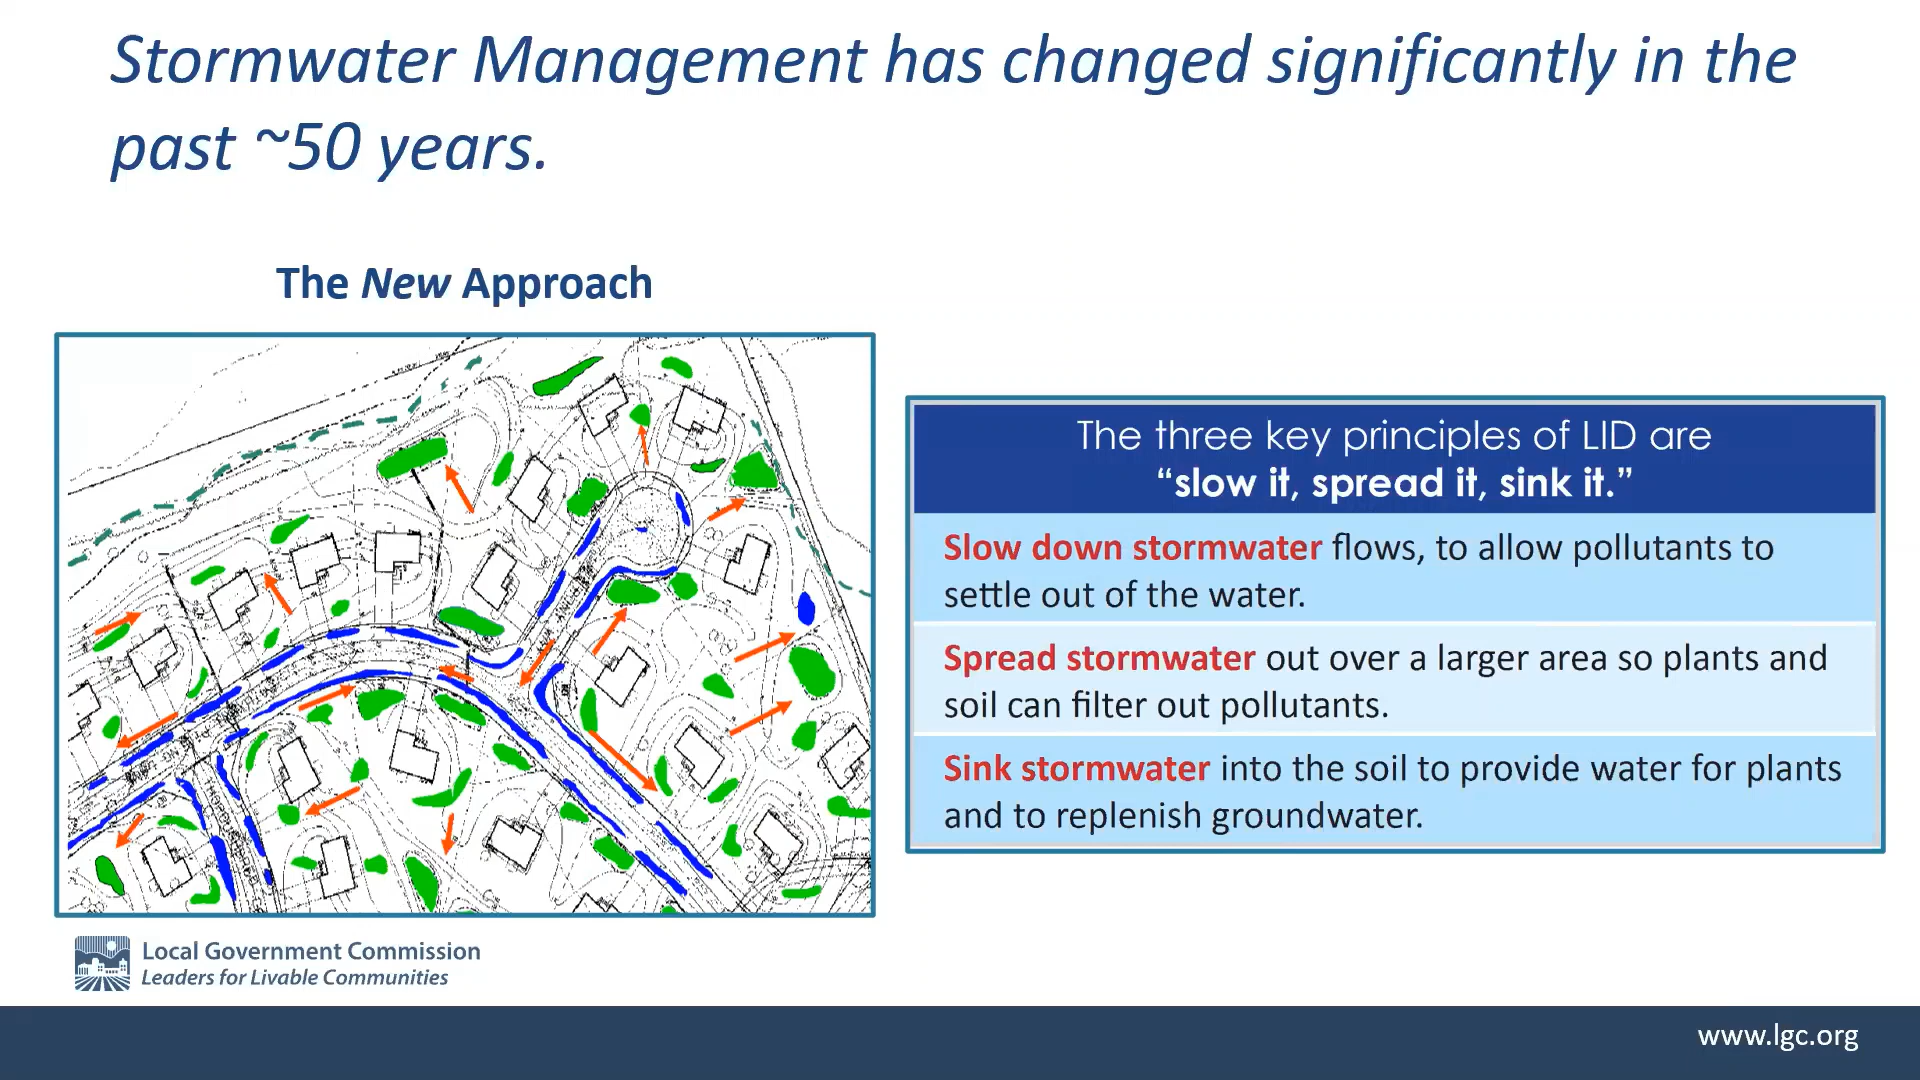 Stormwater Management has changed significantly in the
past ~50 years.
The New Approach
The three key principles of LID are
“slow it, spread it, sink it.”
Slow down stormwater flows, to allow pollutants to
settle out of the water.
Spread stormwater out over a larger area so plants and
soil can filter out pollutants.
Sink stormwater into the soil to provide water for plants
and to replenish groundwater.
Local Government Commission
Leaders for Livable Communities
www.lgc.org